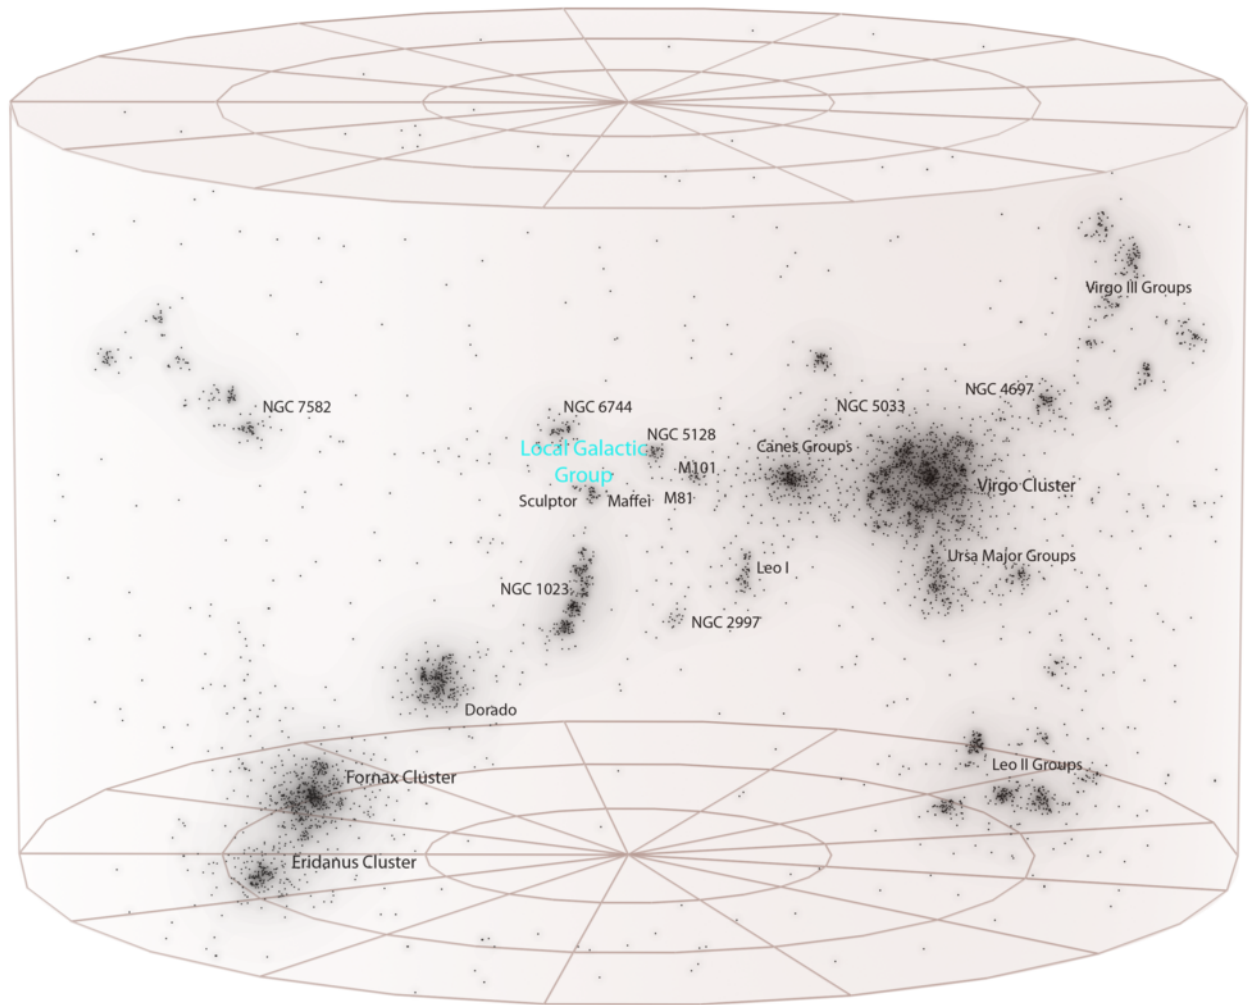 Virgo III Groups
NGC 4697
NGC 7582
NGC 6744
NGC 5033
NGC 5128
Canes Groups
Local Galactic
Group
M101
Virgo Cluster
Sculptor
Maffei
M81
Ursa Major Groups
Leo I
NGC 1023
NGC 2997
Dorado
Leo II Groups
Fornax Cluster
Eridanus Cluster